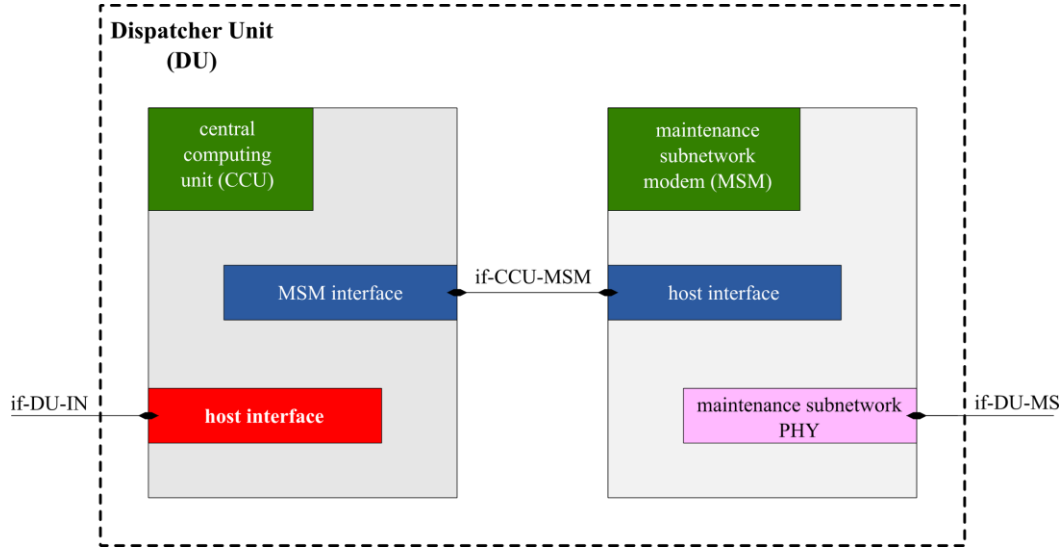 Dispatcher Unit
(DU)
central
computing
unit (CCU)
maintenance
subnetwork
modem (MSM)
MSM interface
if-CCU-MSM
host interface
if-DU-IN
host interface
maintenance subnetwork
PHY
if-DU-MS